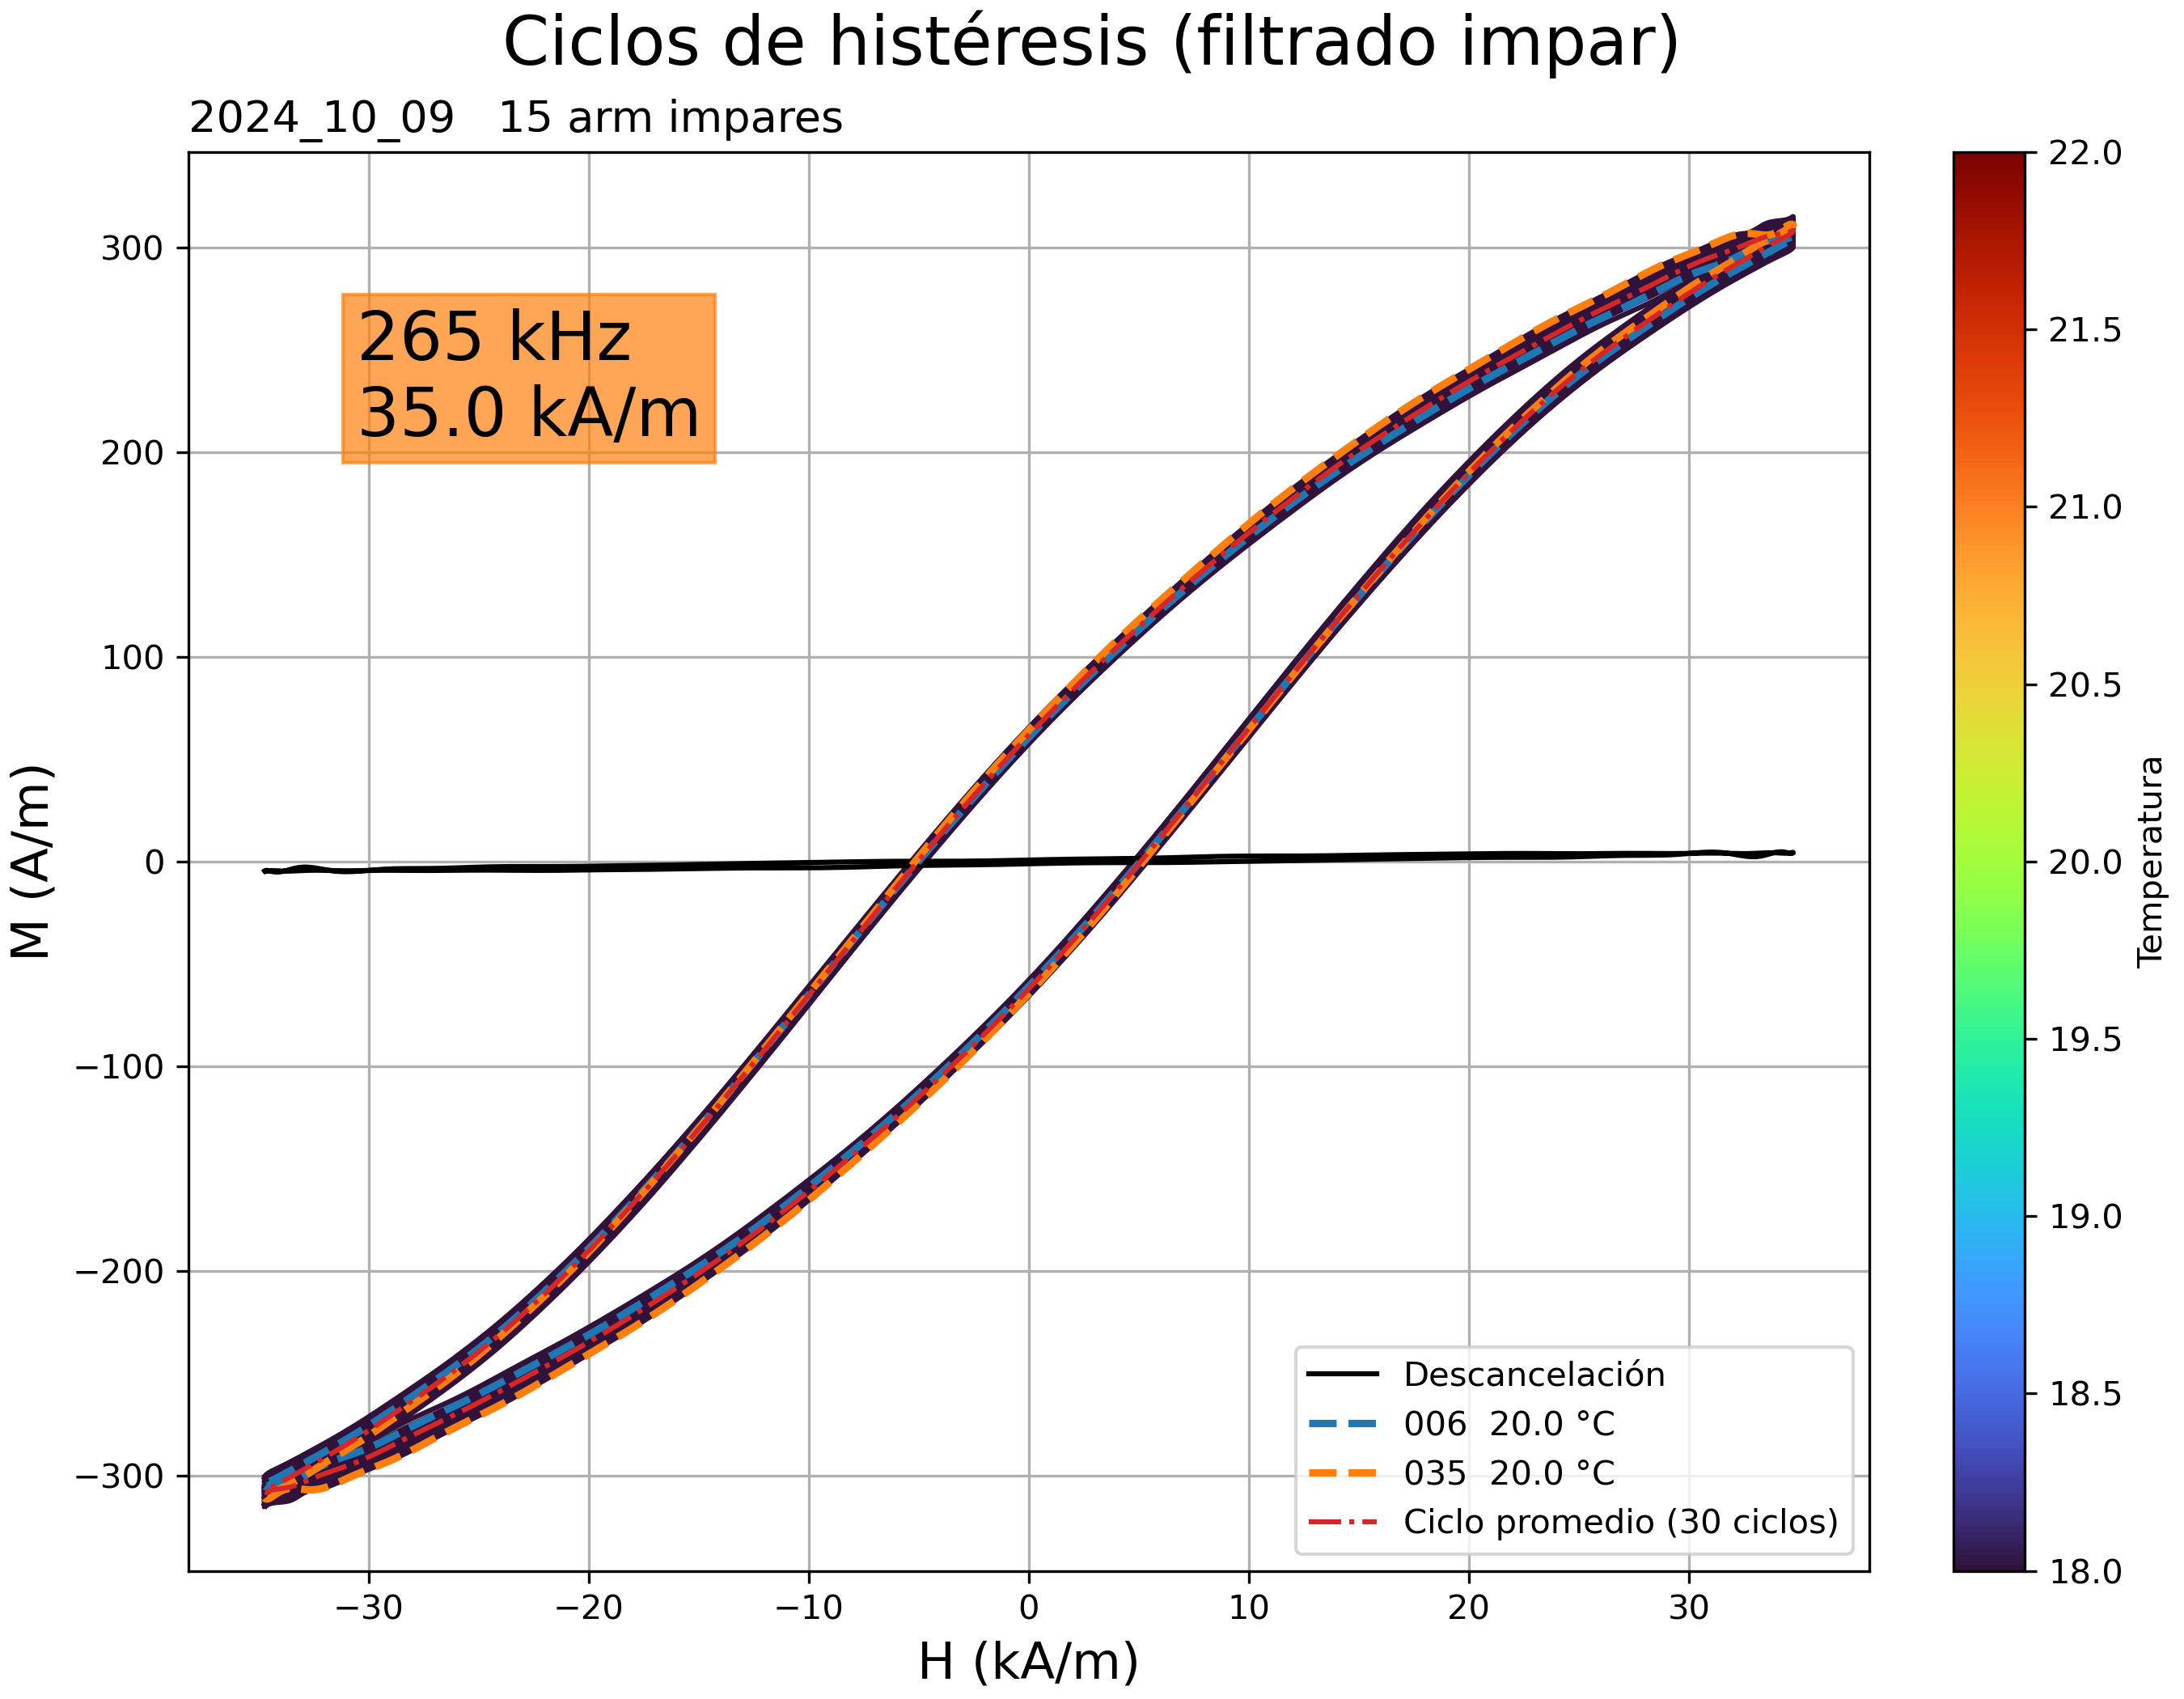 Ciclos de histéresis (filtrado impar)
2024_10_09   15 arm impares
265 kHz
35.0 kA/m
M (A/m)
300
200
100
0
−100
−200
−300
−30
−20
−10
0
10
20
30
H (kA/m)
Descancelación
006  20.0 °C
035  20.0 °C
Ciclo promedio (30 ciclos)
22.0
21.5
21.0
20.5
20.0
19.5
19.0
18.5
18.0
Temperatura